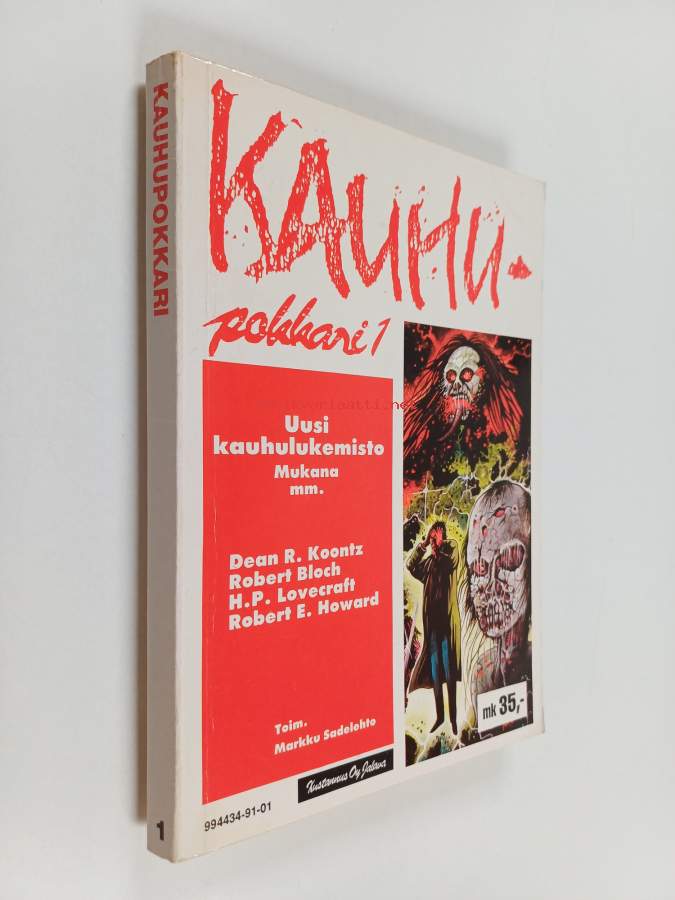 KAUHUPOKKARI
1
KAUHU-
pokkari 1
Uusi
kauhulukemisto
Mukana
mm.
Dean R. Koontz
Robert Bloch
H.P. Lovecraft
Robert E. Howard
Toim.
Markku Sadelehto
Kustannus Oy Jalava
994434-91-01
mk 35,-